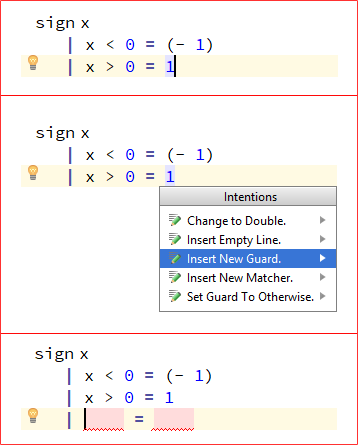 sign x
| x < 0 = (- 1)
| x > 0 = 1
sign x
| x < 0 = (- 1)
| x > 0 = 1
Intentions
Change to Double.
Insert Empty Line.
Insert New Guard.
Insert New Matcher.
Set Guard To Otherwise.
sign x
| x < 0 = (- 1)
| x > 0 = 1
| =